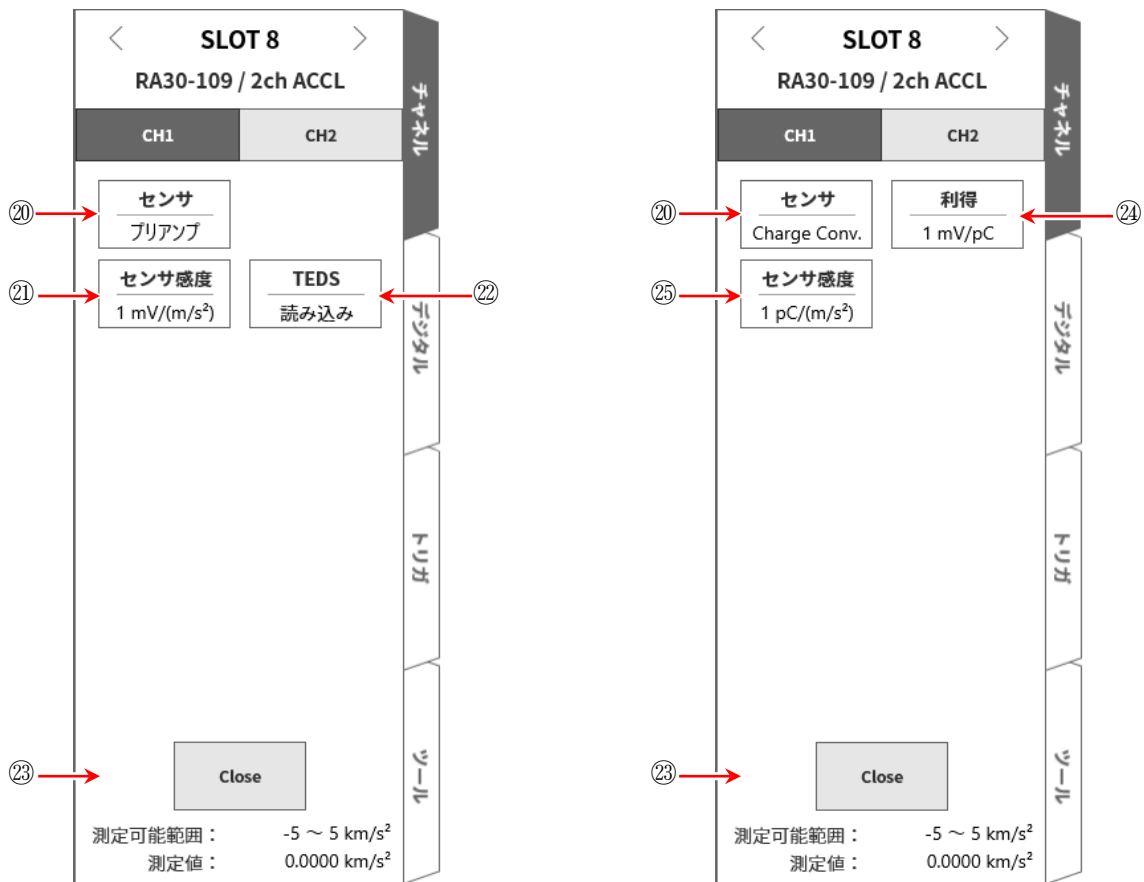 SLOT 8
RA30-109 / 2ch ACCL
CH1
CH2
⑳
センサ
プリアンプ
㉑
センサ感度
1 mV/(m/s²)
TEDS
読み込み
㉒
㉓
Close
測定可能範囲： -5 ～ 5 km/s²
測定値： 0.0000 km/s²
チャネル
デジタル
トリガ
ツール
SLOT 8
RA30-109 / 2ch ACCL
CH1
CH2
⑳
センサ
Charge Conv.
利得
1 mV/pC
㉔
㉕
センサ感度
1 pC/(m/s²)
㉓
Close
測定可能範囲： -5 ～ 5 km/s²
測定値： 0.0000 km/s²
チャネル
デジタル
トリガ
ツール